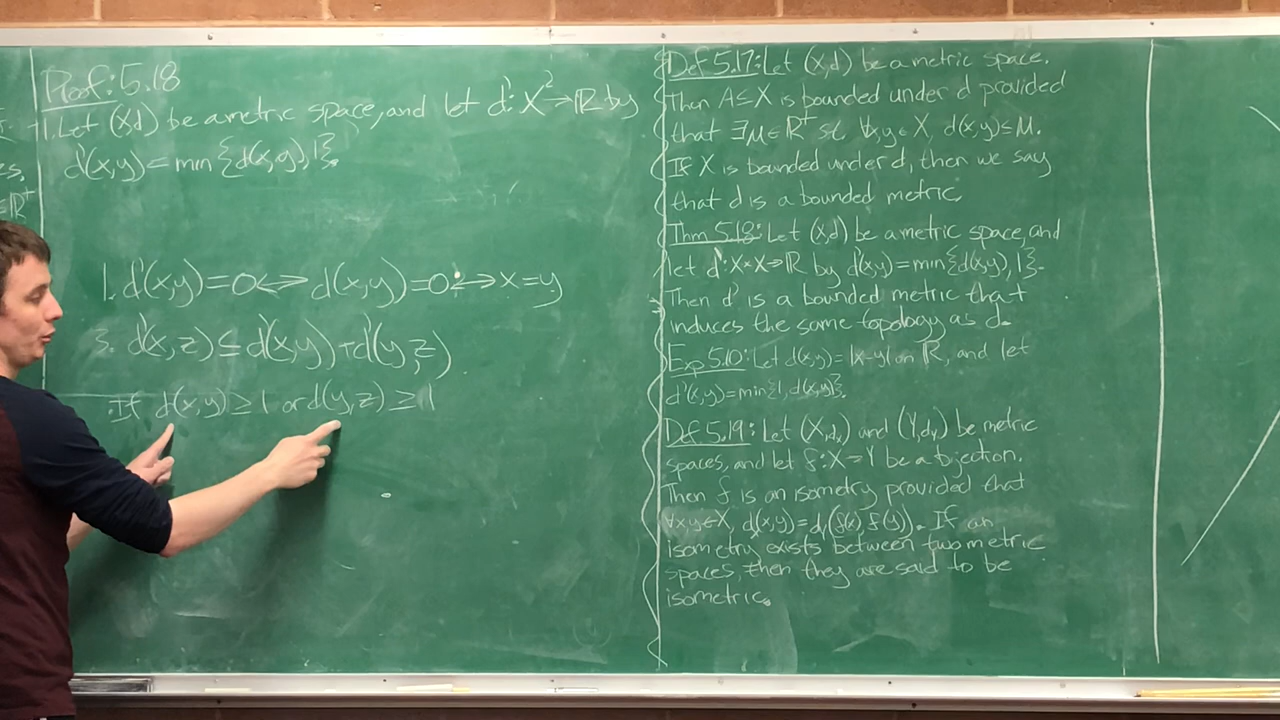 Proof: 5.18
1. Let (X,d) be a metric space, and let d': X²→ℝ by
d'(x,y) = min{d(x,y),1}.
1. d'(x,y)=0⟺d(x,y)=0⟷x=y
3. d'(x,z) ≤ d'(x,y)+d'(y,z)
·If d(x,y) ≥ 1 or d(y,z) ≥ 1
Def 5.17: Let (X,d) be a metric space.
Then A⊆X is bounded under d provided
that ∃M∈ℝ⁺ st. ∀x,y∈X, d(x,y)≤M.
If X is bounded under d, then we say
that d is a bounded metric.
Thm 5.18: Let (X,d) be a metric space, and
let d': X×X→ℝ by d'(x,y)=min{d(x,y),1}.
Then d' is a bounded metric that
induces the same topology as d.
Exp 5.10: Let d(x,y)=|x-y| on ℝ, and let
d'(x,y)=min{1,d(x,y)}.
Def 5.19: Let (X,dₓ) and (Y,dᵧ) be metric
spaces, and let f:X→Y be a bijection.
Then f is an isometry provided that
∀x,y∈X, d(x,y)=d(f(x),f(y)). If an
isometry exists between two metric
spaces, then they are said to be
isometric.